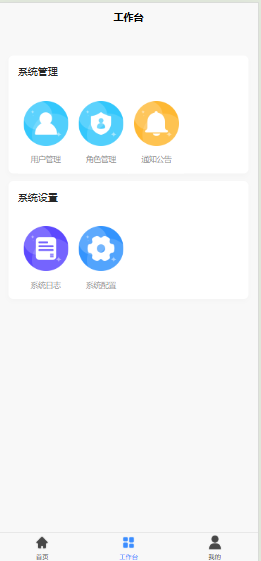 工作台
系统管理
用户管理 角色管理 通知公告
系统设置
系统日志 系统配置
首页 工作台 我的